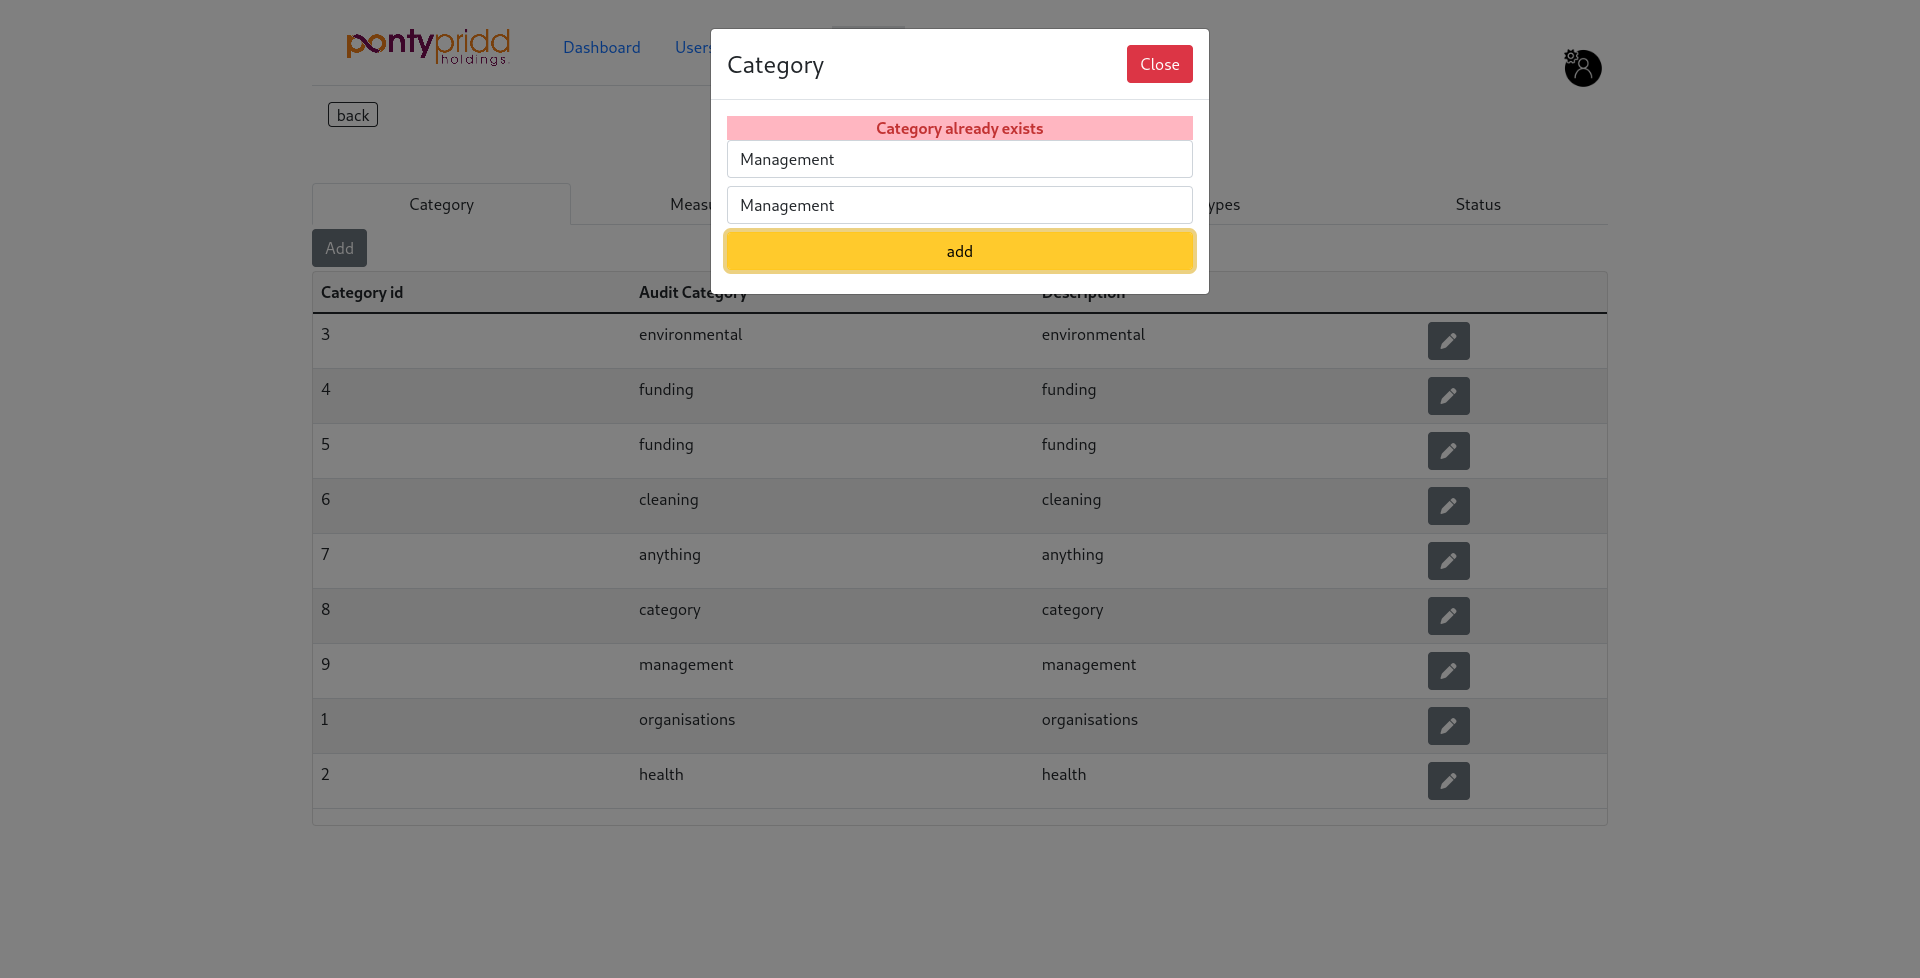 pontypridd
holdings
Dashboard
Users
Category
Close
back
Category already exists
Management
Management
add
Category
Status
Add
Category id
Audit Category
Description
3 environmental environmental
4 funding funding
5 funding funding
6 cleaning cleaning
7 anything anything
8 category category
9 management management
1 organisations organisations
2 health health